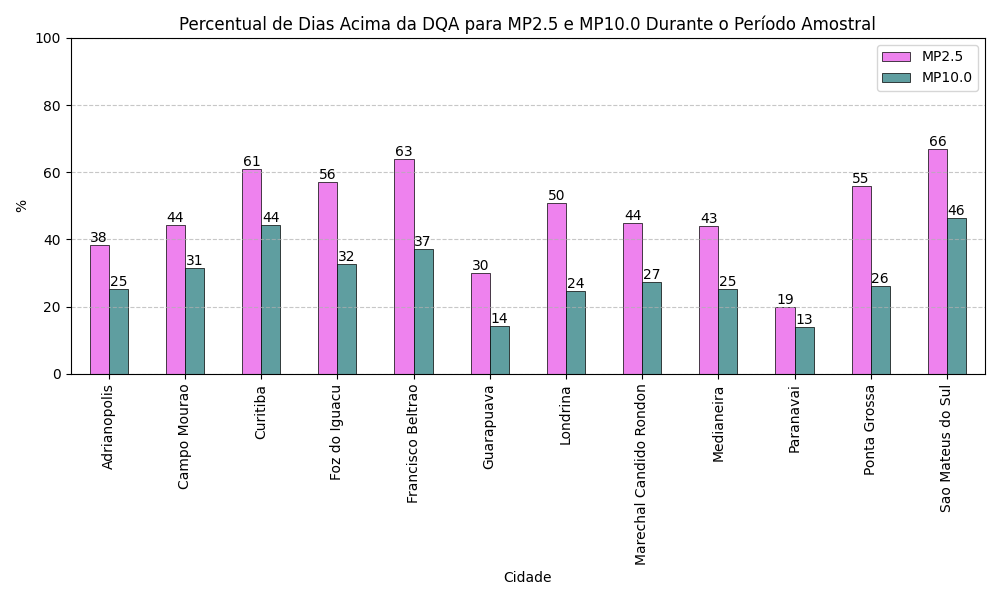 Percentual de Dias Acima da DQA para MP2.5 e MP10.0 Durante o Período Amostral
MP2.5
MP10.0
%
100
80
60
40
20
0
38
25
44
31
61
44
56
32
63
37
30
14
50
24
44
27
43
25
19
13
55
26
66
46
Adrianopolis
Campo Mourao
Curitiba
Foz do Iguacu
Francisco Beltrao
Guarapuava
Londrina
Marechal Candido Rondon
Medianeira
Paranavai
Ponta Grossa
Sao Mateus do Sul
Cidade